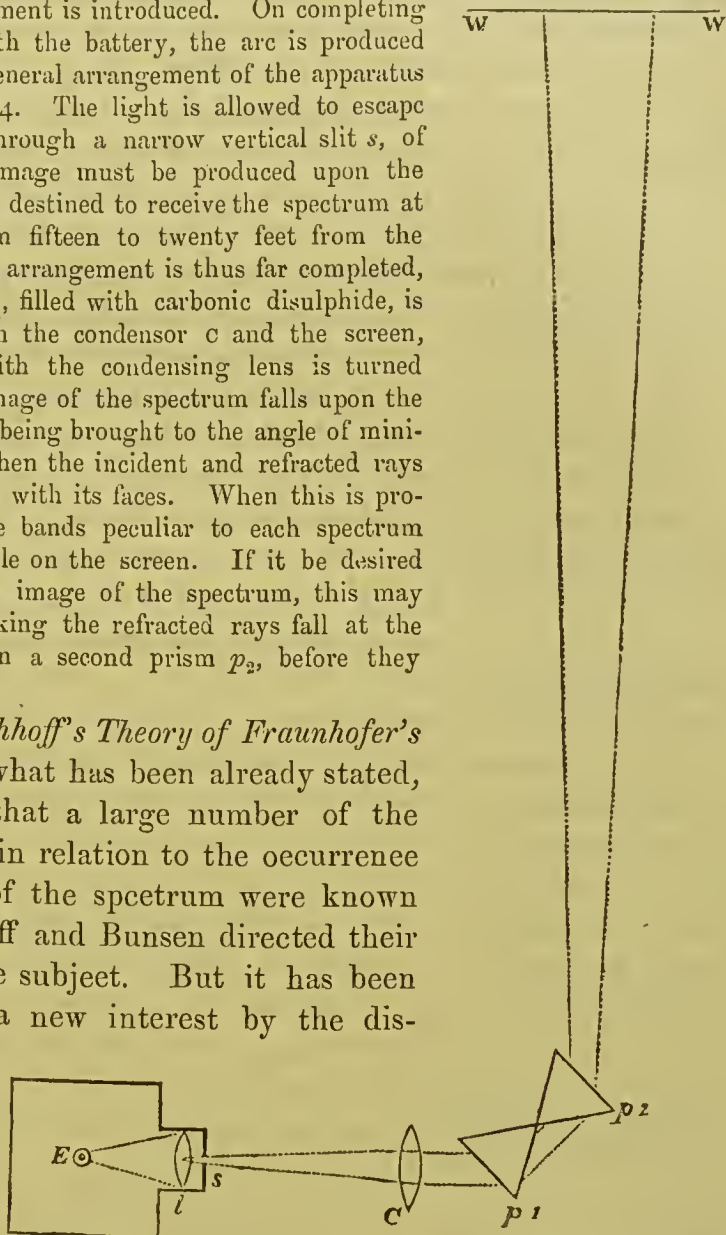 ment is introduced. On completing
th the battery, the arc is produced
eneral arrangement of the apparatus
4. The light is allowed to escape
hrough a narrow vertical slit s, of
mage must be produced upon the
destined to receive the spectrum at
n fifteen to twenty feet from the
arrangement is thus far completed,
, filled with carbonic disulphide, is
n the condensor C and the screen,
ith the condensing lens is turned
nage of the spectrum falls upon the
being brought to the angle of mini-
hen the incident and refracted rays
with its faces. When this is pro-
e bands peculiar to each spectrum
le on the screen. If it be desired
image of the spectrum, this may
king the refracted rays fall at the
n a second prism p₂, before they
hhoff's Theory of Fraunhofer's
what has been already stated,
that a large number of the
in relation to the oecurrenee
of the spcetrum were known
ff and Bunsen directed their
e subjeet. But it has been
a new interest by the dis-
W W
E l s C p 1 p 2